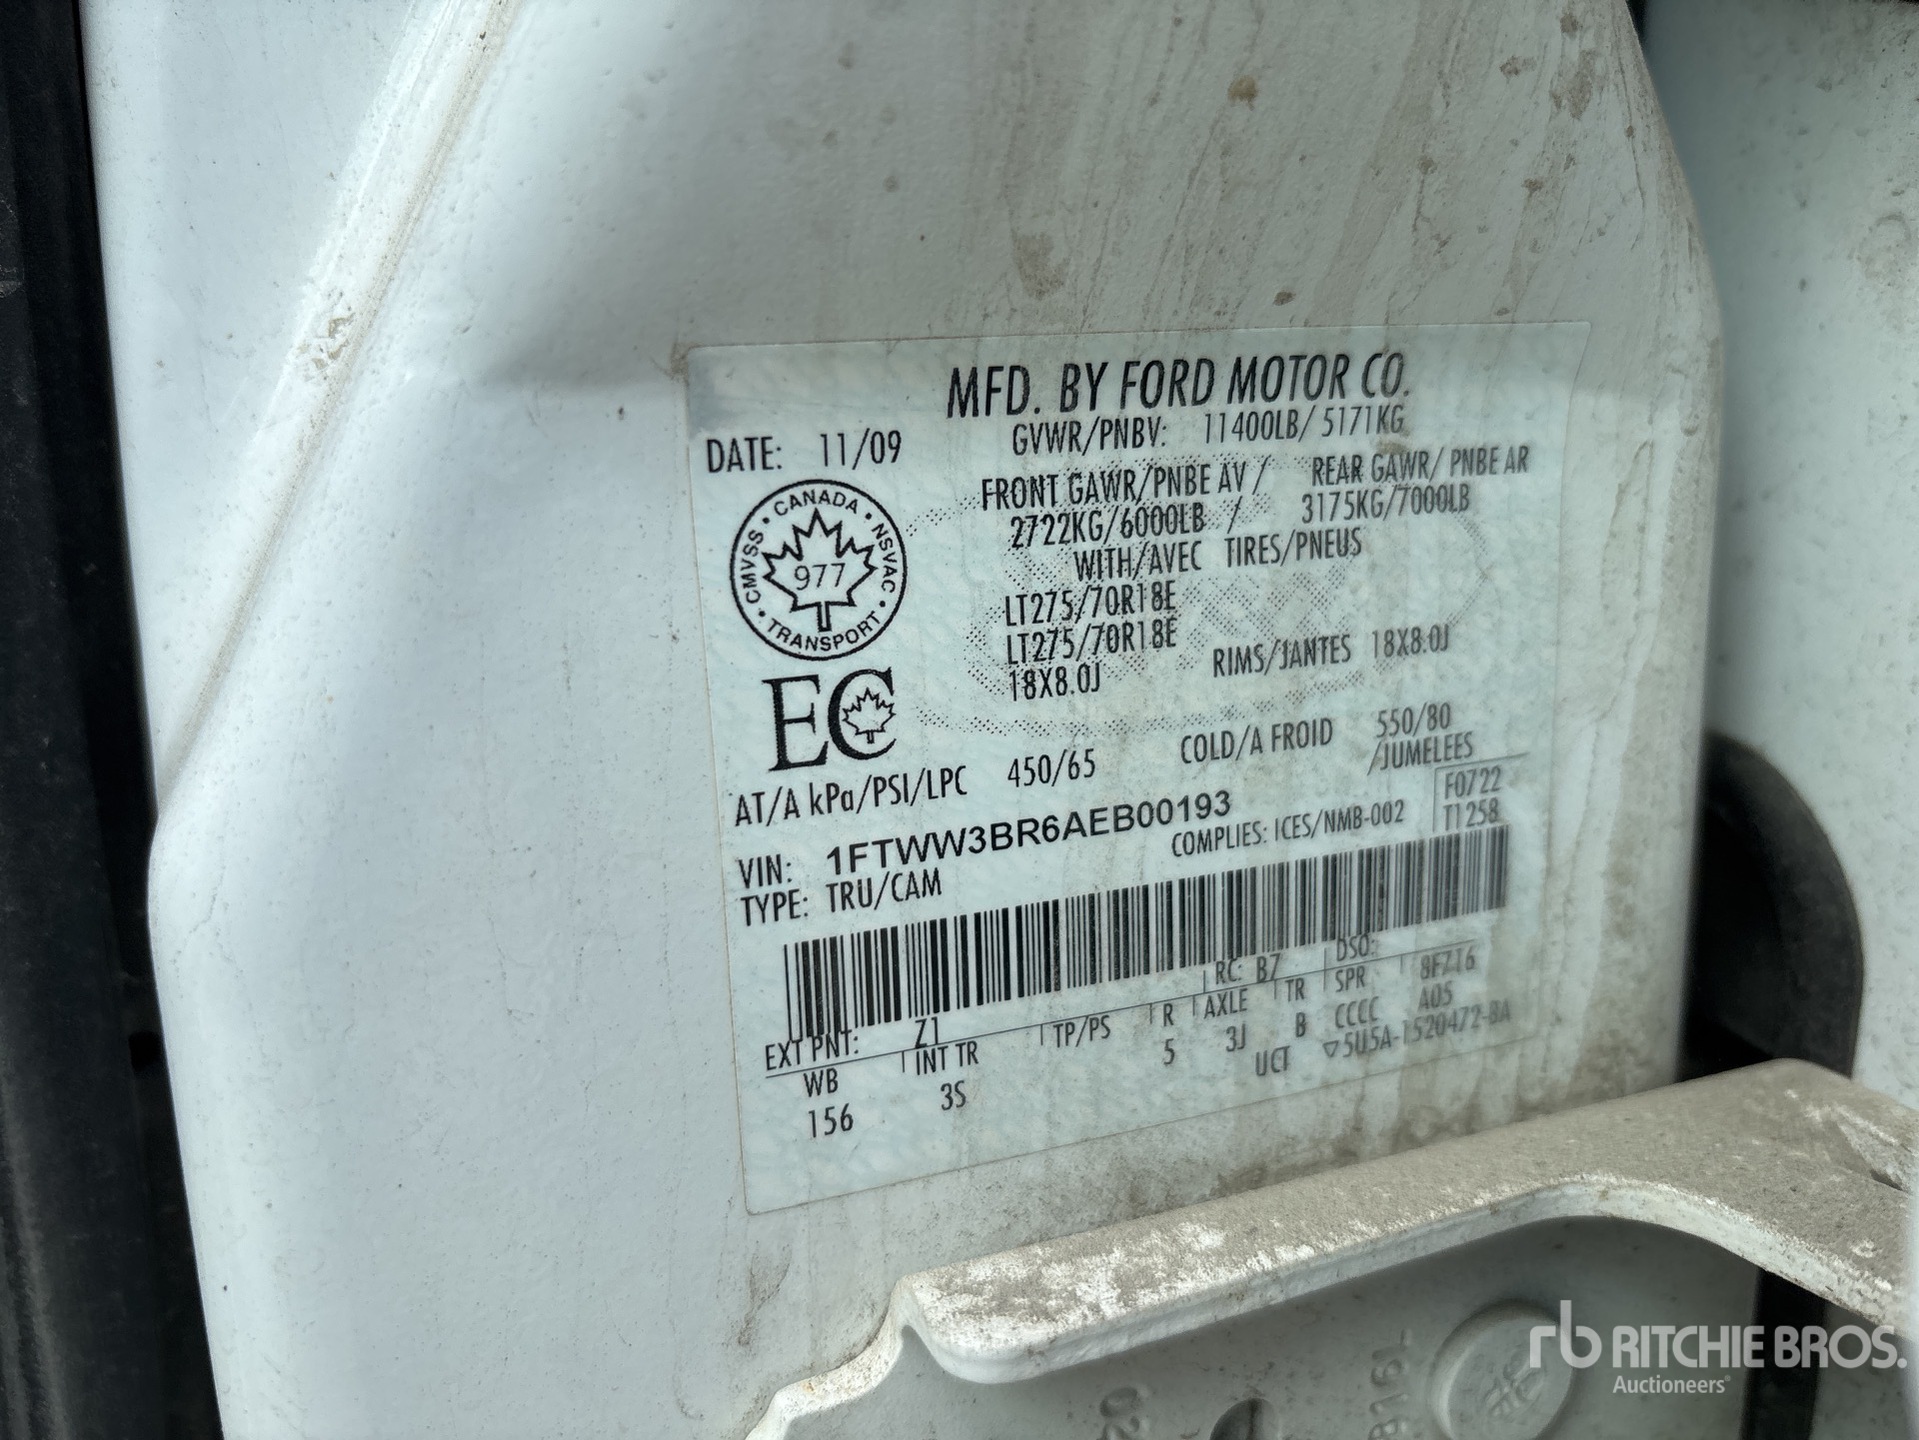 MFD. BY FORD MOTOR CO.
DATE: 11/09
GVWR/PNBV: 11400LB/ 5171KG
FRONT GAWR/PNBE AV / REAR GAWR/ PNBE AR
2722KG/6000LB / 3175KG/7000LB
WITH/AVEC TIRES/PNEUS
LT275/70R18E
LT275/70R18E
18X8.0J RIMS/JANTES 18X8.0J
CANADA • NSVAC • TRANSPORT • CMVSS •
977
EC
AT/A kPa/PSI/LPC 450/65 COLD/A FROID 550/80
/JUMELEES
VIN: 1FTWW3BR6AEB00193
F0722
T1258
TYPE: TRU/CAM COMPLIES: ICES/NMB-002
RC: B7 DSO:
EXT PNT: Z1 8F716
WB INT TR TP/PS R AXLE TR SPR A05
156 3S 5 3J B CCCC
UCT ▽5U5A-1520472-BA
rb RITCHIE BROS.
Auctioneers®